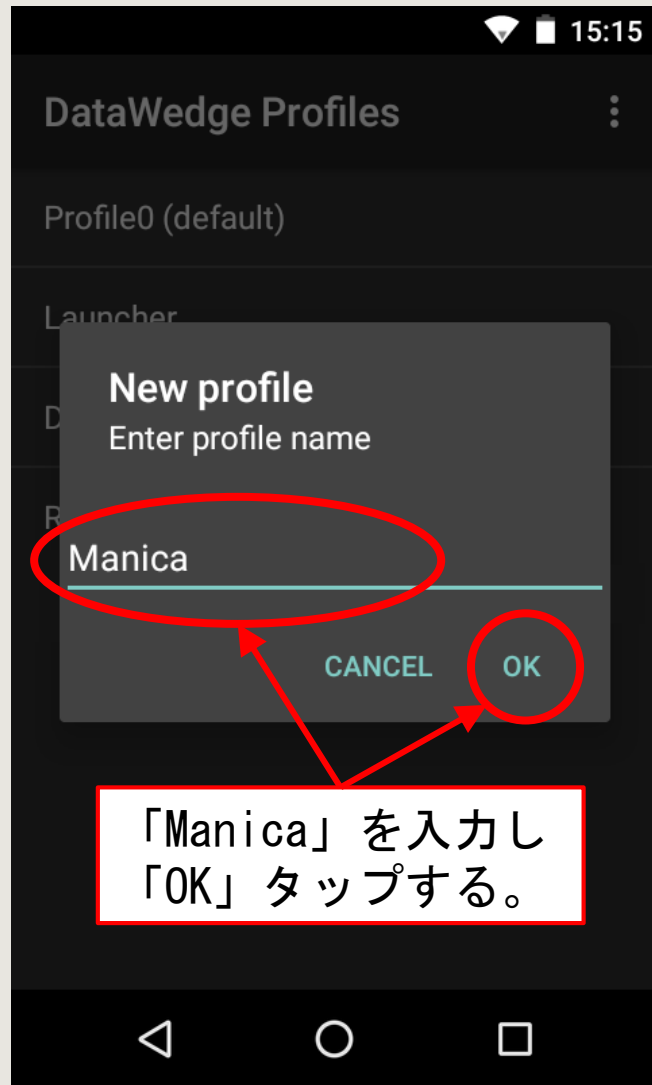 15:15
DataWedge Profiles
Profile0 (default)
Launcher
D
New profile
Enter profile name
R
Manica
CANCEL OK
「Manica」を入力し
「OK」タップする。